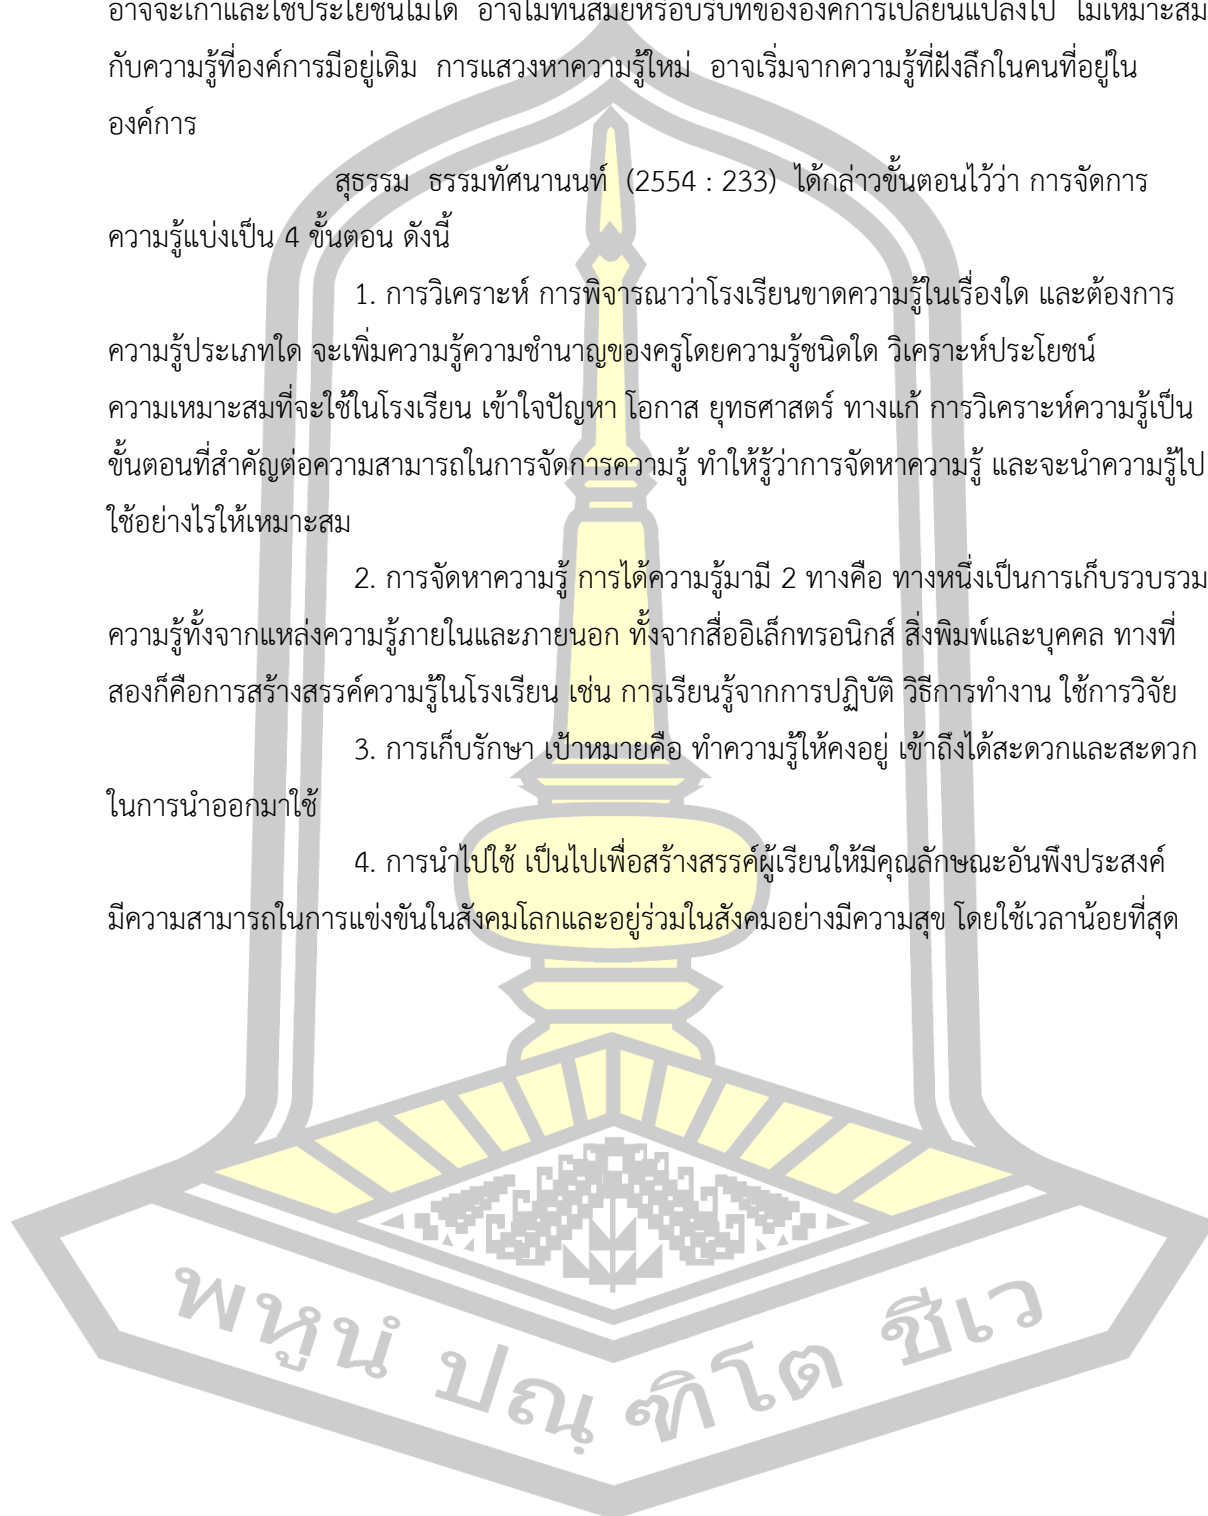 อาจจะเก่าและใช้ประโยชน์ไม่ได้ อาจไม่ทันสมัยหรือบริบทขององค์การเปลี่ยนแปลงไป ไม่เหมาะสม
กับความรู้ที่องค์การมีอยู่เดิม การแสวงหาความรู้ใหม่ อาจเริ่มจากความรู้ที่ฝังลึกในคนที่อยู่ใน
องค์การ
สุธรรม ธรรมทัศนานนท์ (2554 : 233) ได้กล่าวขั้นตอนไว้ว่า การจัดการ
ความรู้แบ่งเป็น 4 ขั้นตอน ดังนี้
1. การวิเคราะห์ การพิจารณาว่าโรงเรียนขาดความรู้ในเรื่องใด และต้องการ
ความรู้ประเภทใด จะเพิ่มความรู้ความชำนาญของครูโดยความรู้ชนิดใด วิเคราะห์ประโยชน์
ความเหมาะสมที่จะใช้ในโรงเรียน เข้าใจปัญหา โอกาส ยุทธศาสตร์ ทางแก้ การวิเคราะห์ความรู้เป็น
ขั้นตอนที่สำคัญต่อความสามารถในการจัดการความรู้ ทำให้รู้ว่าการจัดหาความรู้ และจะนำความรู้ไป
ใช้อย่างไรให้เหมาะสม
2. การจัดหาความรู้ การได้ความรู้มามี 2 ทางคือ ทางหนึ่งเป็นการเก็บรวบรวม
ความรู้ทั้งจากแหล่งความรู้ภายในและภายนอก ทั้งจากสื่ออิเล็กทรอนิกส์ สิ่งพิมพ์และบุคคล ทางที่
สองก็คือการสร้างสรรค์ความรู้ในโรงเรียน เช่น การเรียนรู้จากการปฏิบัติ วิธีการทำงาน ใช้การวิจัย
3. การเก็บรักษา เป้าหมายคือ ทำความรู้ให้คงอยู่ เข้าถึงได้สะดวกและสะดวก
ในการนำออกมาใช้
4. การนำไปใช้ เป็นไปเพื่อสร้างสรรค์ผู้เรียนให้มีคุณลักษณะอันพึงประสงค์
มีความสามารถในการแข่งขันในสังคมโลกและอยู่ร่วมในสังคมอย่างมีความสุข โดยใช้เวลาน้อยที่สุด
พหูนํ ปณฺฑิโต ชีเว